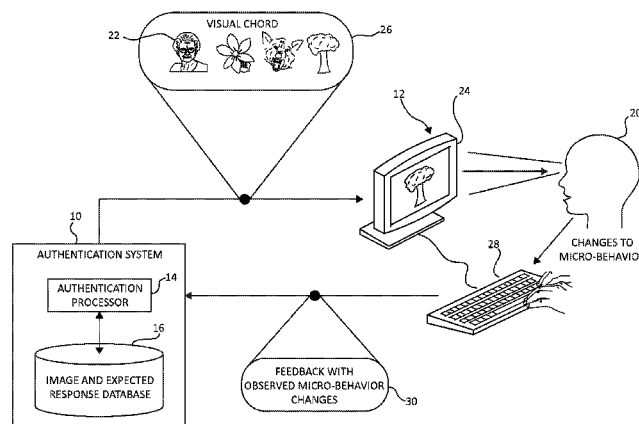 VISUAL CHORD
22
26
12
24
20
10
AUTHENTICATION SYSTEM
AUTHENTICATION
PROCESSOR
14
16
IMAGE AND EXPECTED
RESPONSE DATABASE
CHANGES TO
MICRO-BEHAVIOR
28
FEEDBACK WITH
OBSERVED MICRO-BEHAVIOR
CHANGES
30